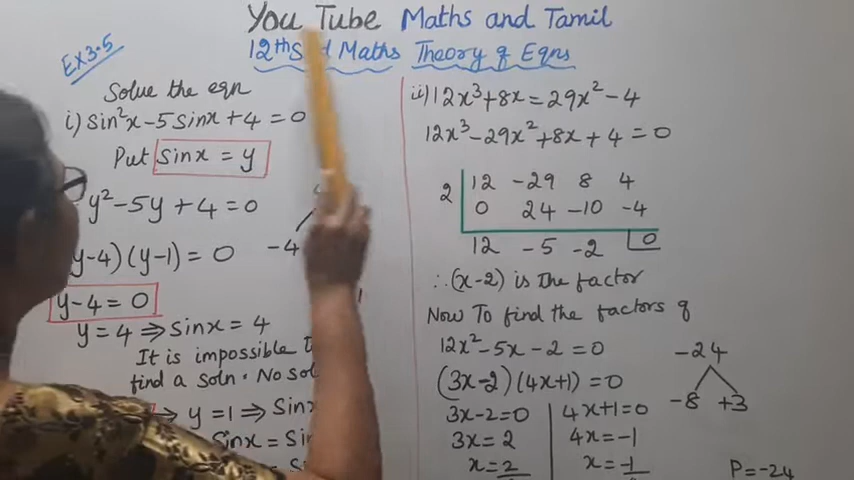 You Tube Maths and Tamil
12th Std Maths Theory of Eqns
EX3.5
Solve the eqn
i) sin²x - 5sinx + 4 = 0
Put sinx = y
y² - 5y + 4 = 0
y-4)(y-1) = 0
-4
y-4 = 0
y = 4 ⇒ sinx = 4
It is impossible
find a soln. No
y = 1 ⇒ Sin
Sinx =
ii) 12x³ + 8x = 29x² - 4
12x³ - 29x² + 8x + 4 = 0
2 | 12 -29 8 4
0 24 -10 -4
12 -5 -2 0
∴ (x-2) is the factor
Now To find the factors of
12x² - 5x - 2 = 0
(3x-2)(4x+1) = 0
3x-2=0 4x+1=0
3x = 2 4x = -1
x = 2 x = -1
-24
-8 +3
P = -24